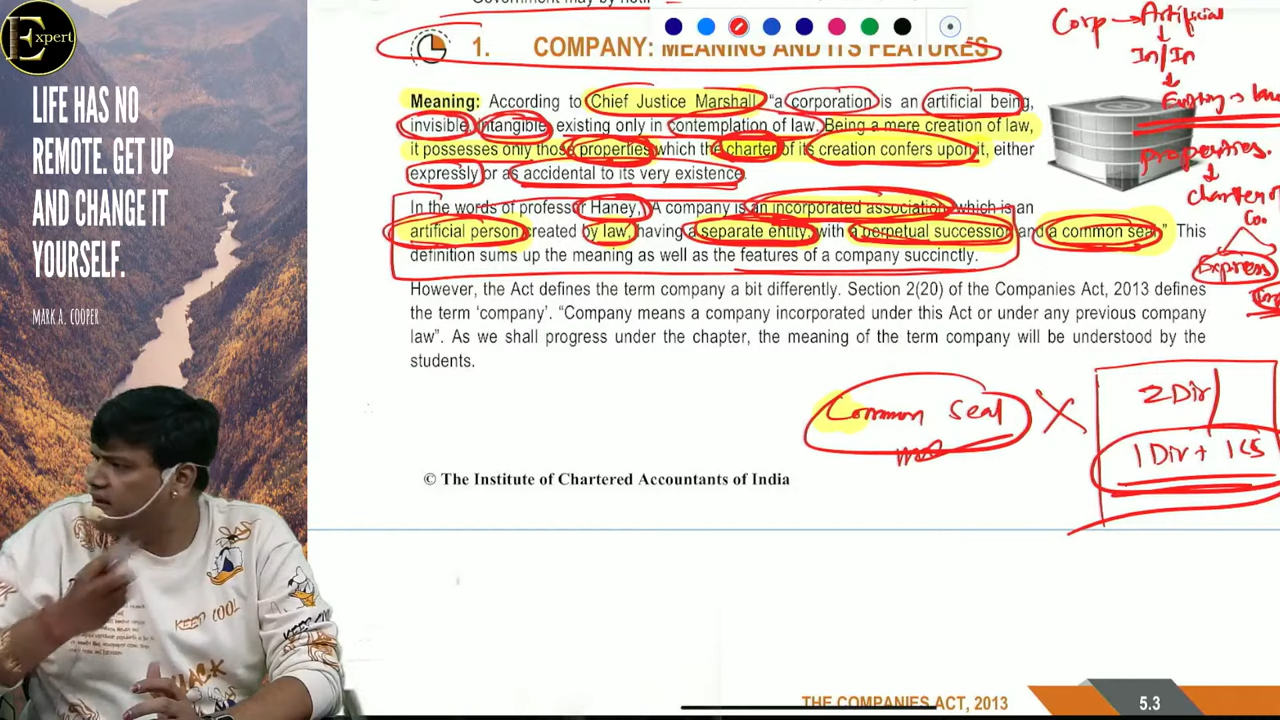 Expert
LIFE HAS NO
REMOTE. GET UP
AND CHANGE IT
YOURSELF.
MARK A. COOPER
1. COMPANY: MEANING AND ITS FEATURES
Meaning: According to Chief Justice Marshall, “a corporation is an artificial being,
invisible, intangible, existing only in contemplation of law. Being a mere creation of law,
it possesses only those properties which the charter of its creation confers upon it, either
expressly or as accidental to its very existence.
In the words of professor Haney, “A company is an incorporated association, which is an
artificial person created by law, having a separate entity, with a perpetual succession and a common seal.” This
definition sums up the meaning as well as the features of a company succinctly.
However, the Act defines the term company a bit differently. Section 2(20) of the Companies Act, 2013 defines
the term ‘company’. “Company means a company incorporated under this Act or under any previous company
law”. As we shall progress under the chapter, the meaning of the term company will be understood by the
students.
© The Institute of Chartered Accountants of India
THE COMPANIES ACT, 2013 5.3
Corp → Artificial
In/In
Existing →
properties.
charter of
Co.
Express
Common Seal X
2 Dir
1 Dir + 1 CS
KEEP COOL